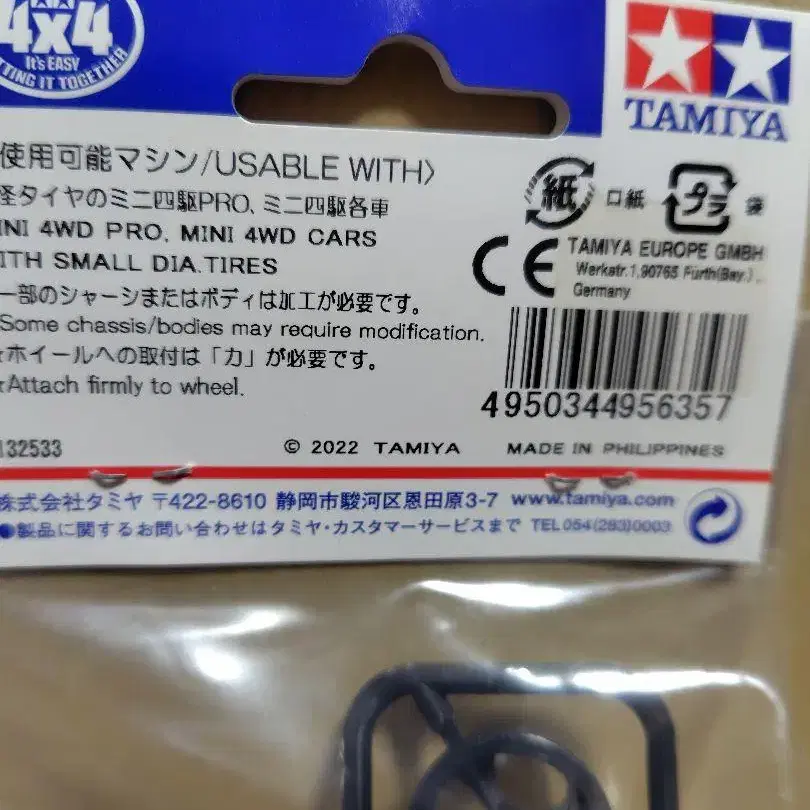 4x4
It's EASY
TTING IT TOGETHER
TAMIYA
使用可能マシン/USABLE WITH〉
径タイヤのミニ四駆PRO、ミニ四駆各車
INI 4WD PRO, MINI 4WD CARS
ITH SMALL DIA.TIRES
一部のシャーシまたはボディは加工が必要です。
Some chassis/bodies may require modification.
★ホイールへの取付は「力」が必要です。
★Attach firmly to wheel.
紙
口紙
プラ
袋
CE
TAMIYA EUROPE GMBH
Werkstr.1,90765 Fürth(Bay.),
Germany
4950344956357
132533
© 2022 TAMIYA
MADE IN PHILIPPINES
株式会社タミヤ 〒422-8610 静岡市駿河区恩田原3-7 www.tamiya.com
●製品に関するお問い合わせはタミヤ・カスタマーサービスまで TEL 054(283)0003